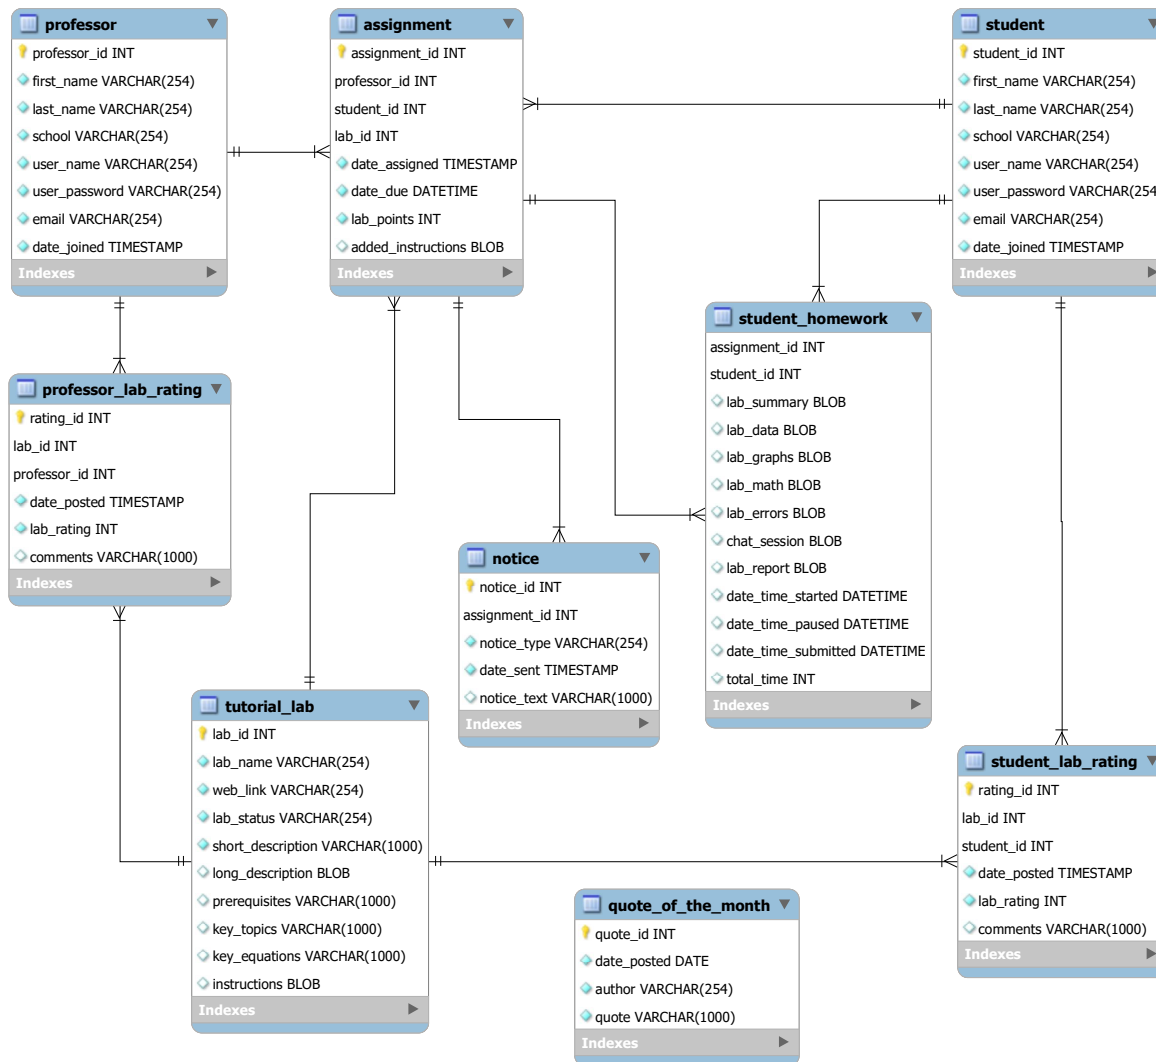 professor
professor_id INT
first_name VARCHAR(254)
last_name VARCHAR(254)
school VARCHAR(254)
user_name VARCHAR(254)
user_password VARCHAR(254)
email VARCHAR(254)
date_joined TIMESTAMP
Indexes
assignment
assignment_id INT
professor_id INT
student_id INT
lab_id INT
date_assigned TIMESTAMP
date_due DATETIME
lab_points INT
added_instructions BLOB
Indexes
student
student_id INT
first_name VARCHAR(254)
last_name VARCHAR(254)
school VARCHAR(254)
user_name VARCHAR(254)
user_password VARCHAR(254
email VARCHAR(254)
date_joined TIMESTAMP
Indexes
student_homework
assignment_id INT
student_id INT
lab_summary BLOB
lab_data BLOB
lab_graphs BLOB
lab_math BLOB
lab_errors BLOB
chat_session BLOB
lab_report BLOB
date_time_started DATETIME
date_time_paused DATETIME
date_time_submitted DATETIME
total_time INT
Indexes
professor_lab_rating
rating_id INT
lab_id INT
professor_id INT
date_posted TIMESTAMP
lab_rating INT
comments VARCHAR(1000)
Indexes
notice
notice_id INT
assignment_id INT
notice_type VARCHAR(254)
date_sent TIMESTAMP
notice_text VARCHAR(1000)
Indexes
tutorial_lab
lab_id INT
lab_name VARCHAR(254)
web_link VARCHAR(254)
lab_status VARCHAR(254)
short_description VARCHAR(1000)
long_description BLOB
prerequisites VARCHAR(1000)
key_topics VARCHAR(1000)
key_equations VARCHAR(1000)
instructions BLOB
Indexes
student_lab_rating
rating_id INT
lab_id INT
student_id INT
date_posted TIMESTAMP
lab_rating INT
comments VARCHAR(1000)
Indexes
quote_of_the_month
quote_id INT
date_posted DATE
author VARCHAR(254)
quote VARCHAR(1000)
Indexes